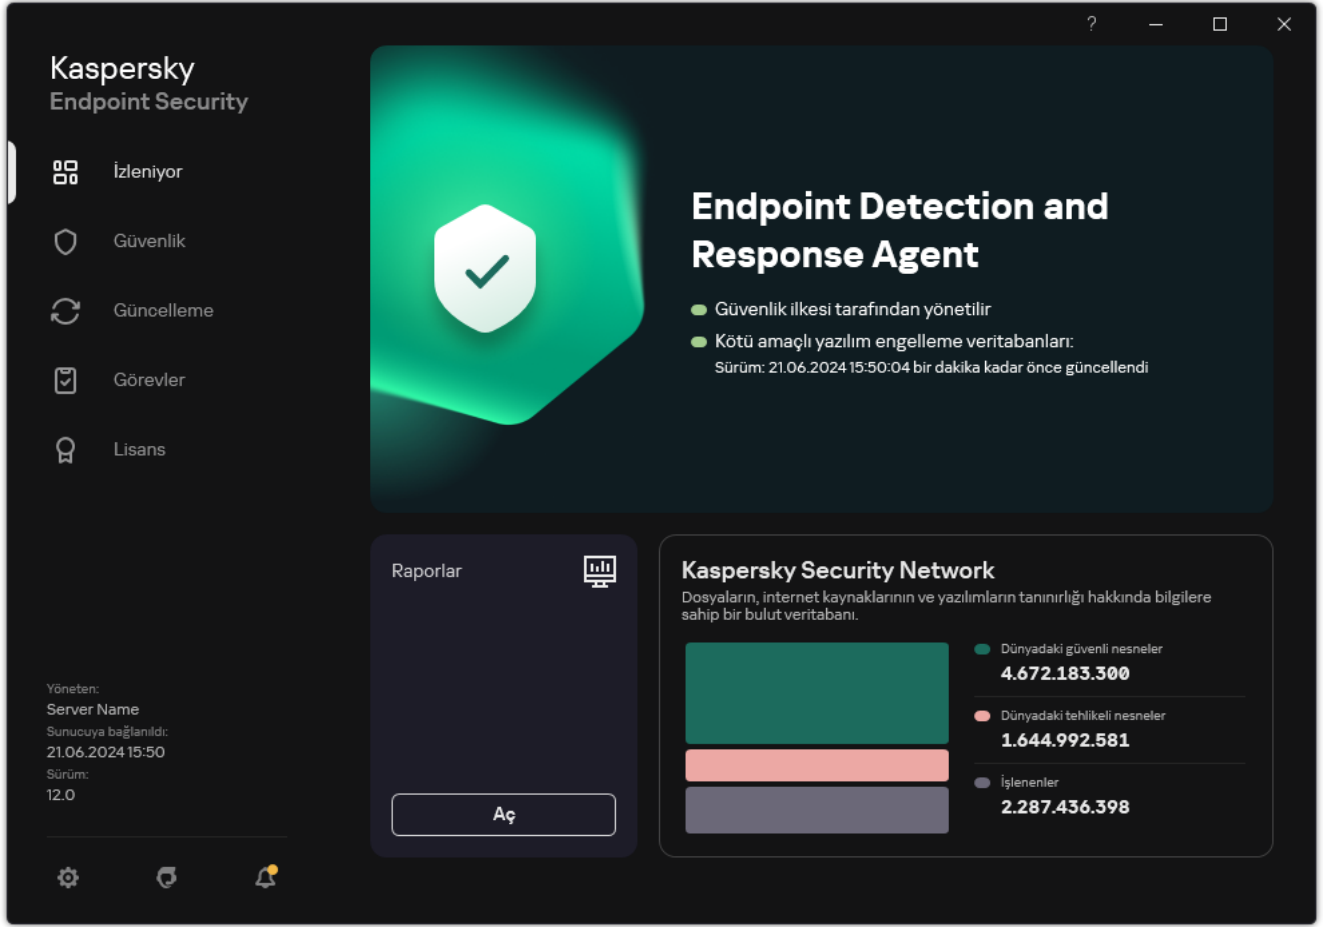 ?
Kaspersky
Endpoint Security
İzleniyor
Güvenlik
Güncelleme
Görevler
Lisans
Yöneten:
Server Name
Sunucuya bağlanıldı:
21.06.2024 15:50
Sürüm:
12.0
Endpoint Detection and
Response Agent
Güvenlik ilkesi tarafından yönetilir
Kötü amaçlı yazılım engelleme veritabanları:
Sürüm: 21.06.2024 15:50:04 bir dakika kadar önce güncellendi
Raporlar
Aç
Kaspersky Security Network
Dosyaların, internet kaynaklarının ve yazılımların tanınırlığı hakkında bilgilere
sahip bir bulut veritabanı.
Dünyadaki güvenli nesneler
4.672.183.300
Dünyadaki tehlikeli nesneler
1.644.992.581
İşlenenler
2.287.436.398